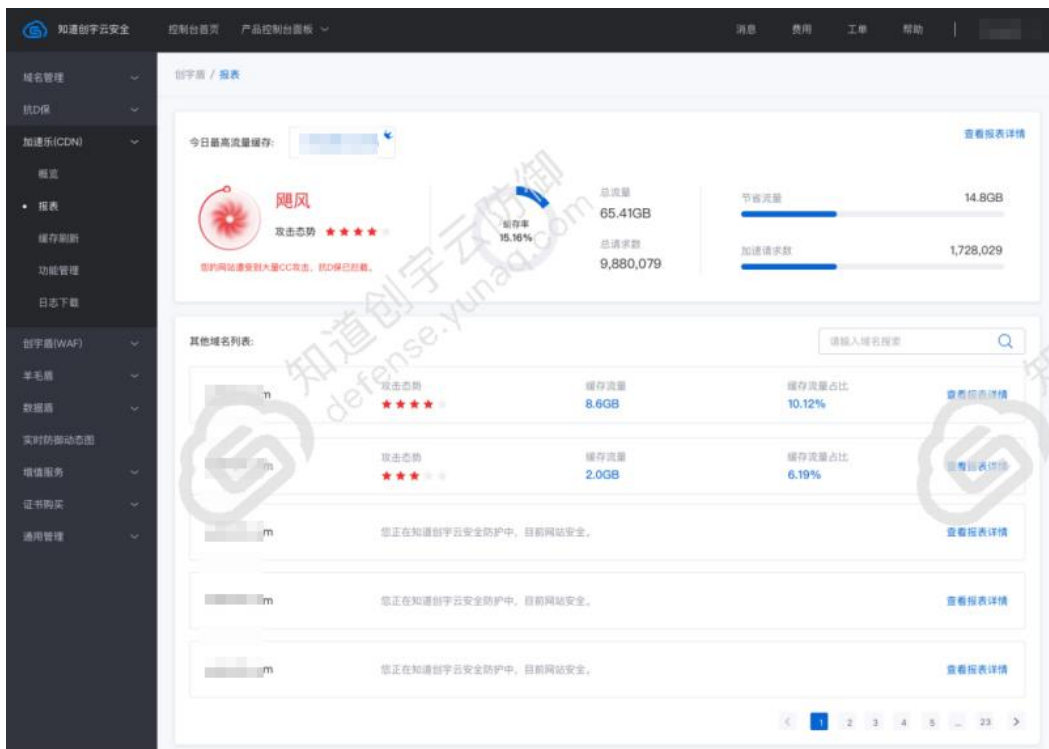 知道创宇云安全 控制台首页 产品控制台面板 消息 费用 工单 帮助
域名管理
抗D保
加速乐(CDN)
概览
报表
缓存刷新
功能管理
日志下载
创宇盾(WAF)
羊毛盾
数据盾
实时防御动态图
增值服务
证书购买
通用管理
创宇盾 / 报表
今日最高流量缓存: 查看报表详情
飓风
攻击态势
您的网站遭受到大量CC攻击，抗D保已拦截。
缓存率
15.16%
总流量
65.41GB
总请求数
9,880,079
节省流量 14.8GB
加速请求数 1,728,029
其他域名列表: 请输入域名搜索
m 攻击态势 缓存流量 缓存流量占比 查看报表详情
8.6GB 10.12%
m 攻击态势 缓存流量 缓存流量占比 查看报表详情
2.0GB 6.19%
m 您正在知道创宇云安全防护中，目前网站安全。 查看报表详情
m 您正在知道创宇云安全防护中，目前网站安全。 查看报表详情
m 您正在知道创宇云安全防护中，目前网站安全。 查看报表详情
1 2 3 4 5 ... 23
知道创宇云防御
defense.yunaq.com